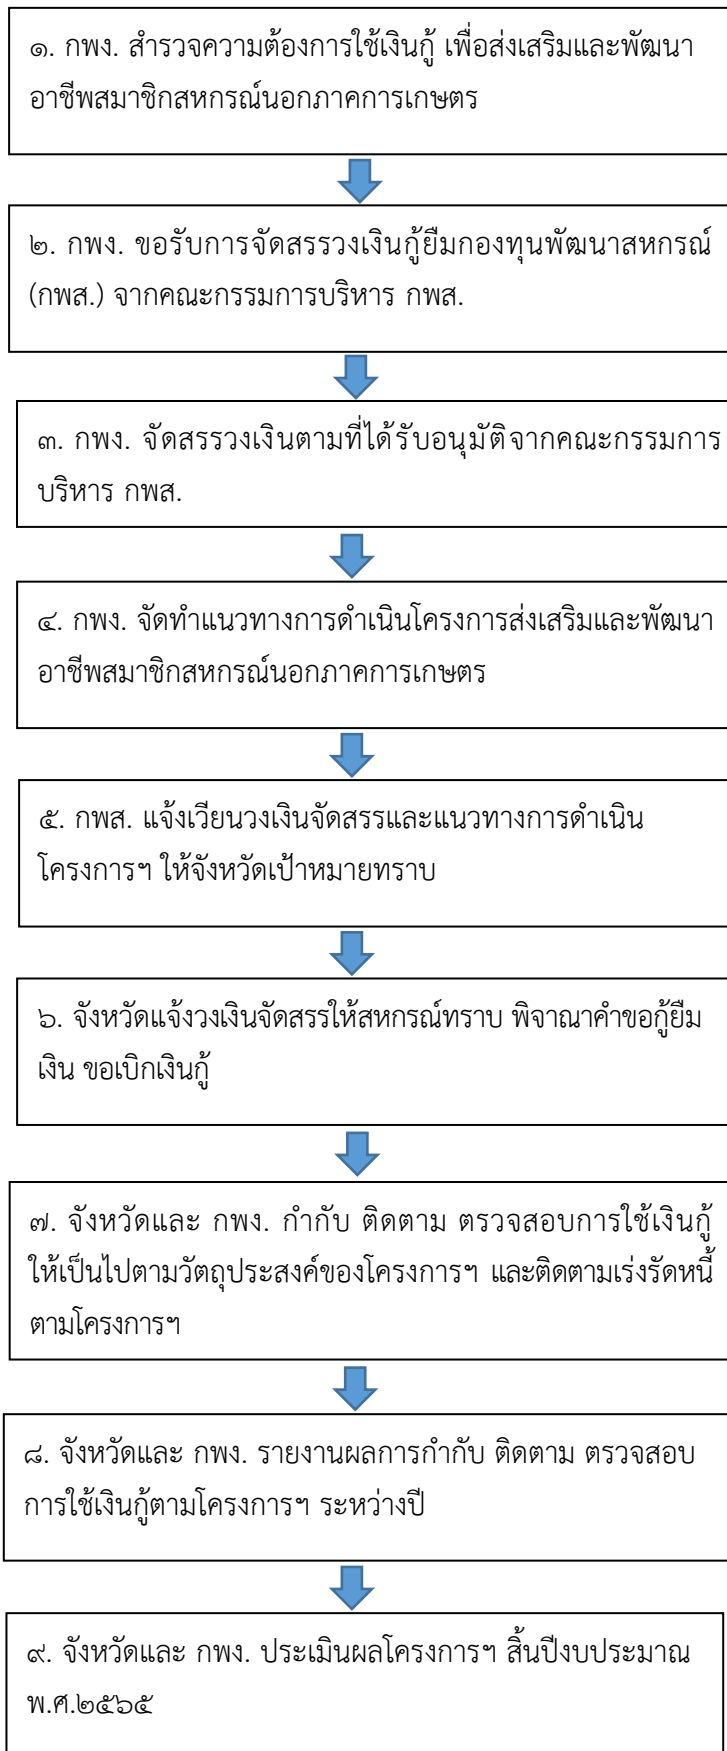 ๑. กพง. สำรวจความต้องการใช้เงินกู้ เพื่อส่งเสริมและพัฒนา
อาชีพสมาชิกสหกรณ์นอกภาคการเกษตร
๒. กพง. ขอรับการจัดสรรวงเงินกู้ยืมกองทุนพัฒนาสหกรณ์
(กพส.) จากคณะกรรมการบริหาร กพส.
๓. กพง. จัดสรรวงเงินตามที่ได้รับอนุมัติจากคณะกรรมการ
บริหาร กพส.
๔. กพง. จัดทำแนวทางการดำเนินโครงการส่งเสริมและพัฒนา
อาชีพสมาชิกสหกรณ์นอกภาคการเกษตร
๕. กพส. แจ้งเวียนวงเงินจัดสรรและแนวทางการดำเนิน
โครงการฯ ให้จังหวัดเป้าหมายทราบ
๖. จังหวัดแจ้งวงเงินจัดสรรให้สหกรณ์ทราบ พิจาณาคำขอกู้ยืม
เงิน ขอเบิกเงินกู้
๗. จังหวัดและ กพง. กำกับ ติดตาม ตรวจสอบการใช้เงินกู้
ให้เป็นไปตามวัตถุประสงค์ของโครงการฯ และติดตามเร่งรัดหนี้
ตามโครงการฯ
๘. จังหวัดและ กพง. รายงานผลการกำกับ ติดตาม ตรวจสอบ
การใช้เงินกู้ตามโครงการฯ ระหว่างปี
๙. จังหวัดและ กพง. ประเมินผลโครงการฯ สิ้นปีงบประมาณ
พ.ศ.๒๕๖๕